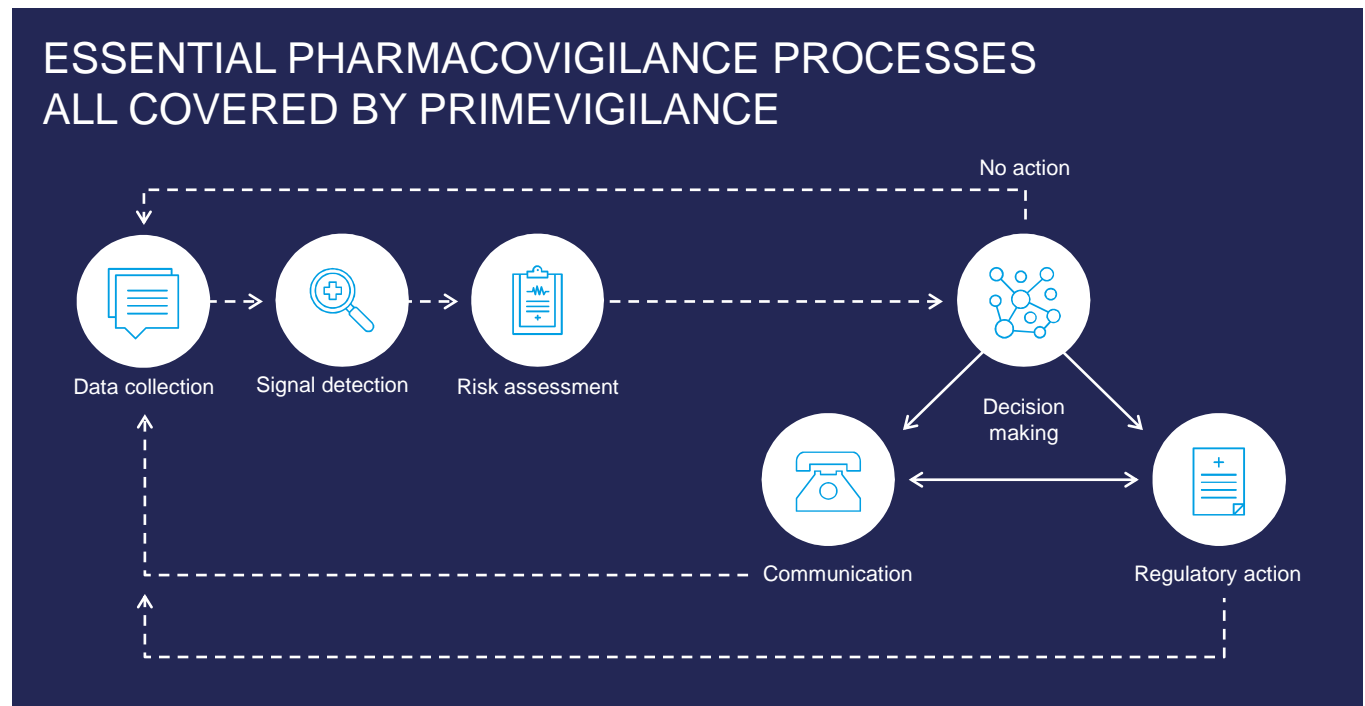 ESSENTIAL PHARMACOVIGILANCE PROCESSES
ALL COVERED BY PRIMEVIGILANCE
No action
Data collection
Signal detection
Risk assessment
Decision
making
Communication
Regulatory action